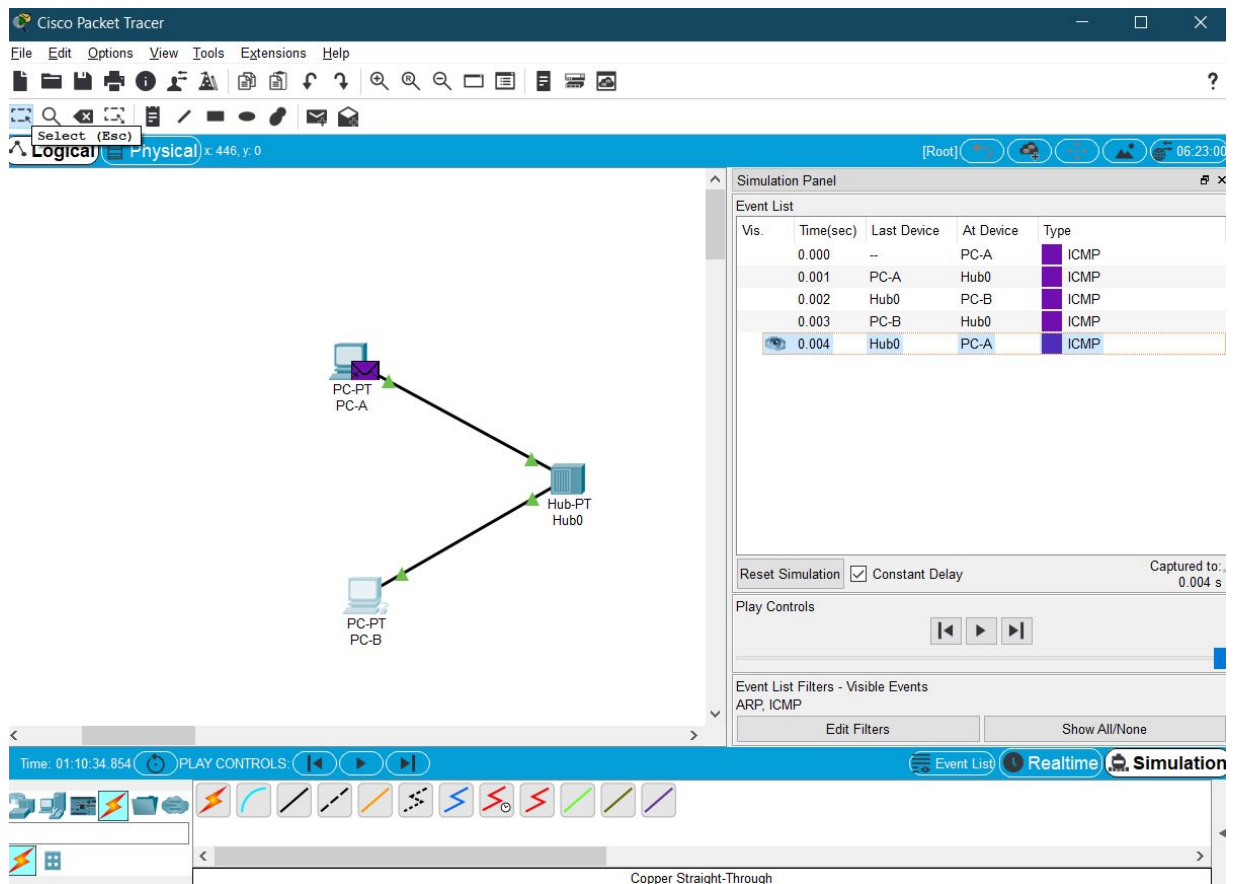 Cisco Packet Tracer
File Edit Options View Tools Extensions Help
?
Select (Esc)
Logical Physical x: 446, y: 0 [Root] 06:23:00
Simulation Panel
Event List
Vis. Time(sec) Last Device At Device Type
0.000 -- PC-A ICMP
0.001 PC-A Hub0 ICMP
0.002 Hub0 PC-B ICMP
0.003 PC-B Hub0 ICMP
0.004 Hub0 PC-A ICMP
PC-PT
PC-A
Hub-PT
Hub0
PC-PT
PC-B
Reset Simulation Constant Delay Captured to:
0.004 s
Play Controls
Event List Filters - Visible Events
ARP, ICMP
Edit Filters Show All/None
Time: 01:10:34.854 PLAY CONTROLS: Event List Realtime Simulation
Copper Straight-Through